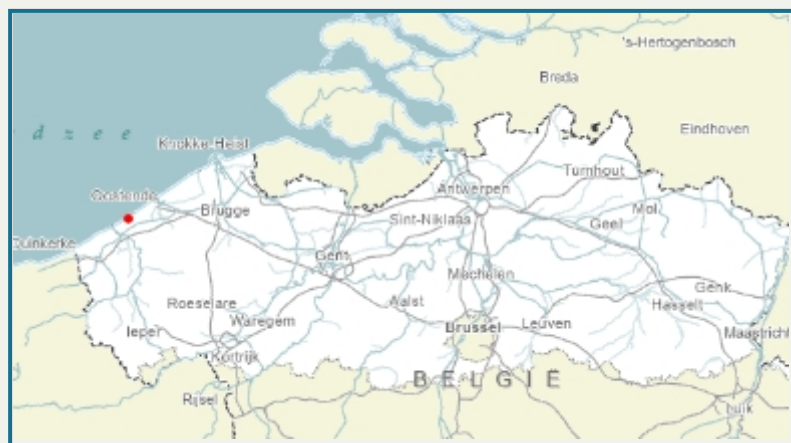 's-Hertogenbosch
Breda
d z e e
Eindhoven
Knokke-Heist
Turnhout
Oostende
Antwerpen
Brugge
Mol
Sint-Niklaas
Geel
Duinkerke
Gent
Mechelen
Genk
Roeselare
Aalst
Hasselt
Waregem
Brussel
Leuven
Ieper
Maastricht
Kortrijk
BELGIË
Rijsel
Luik